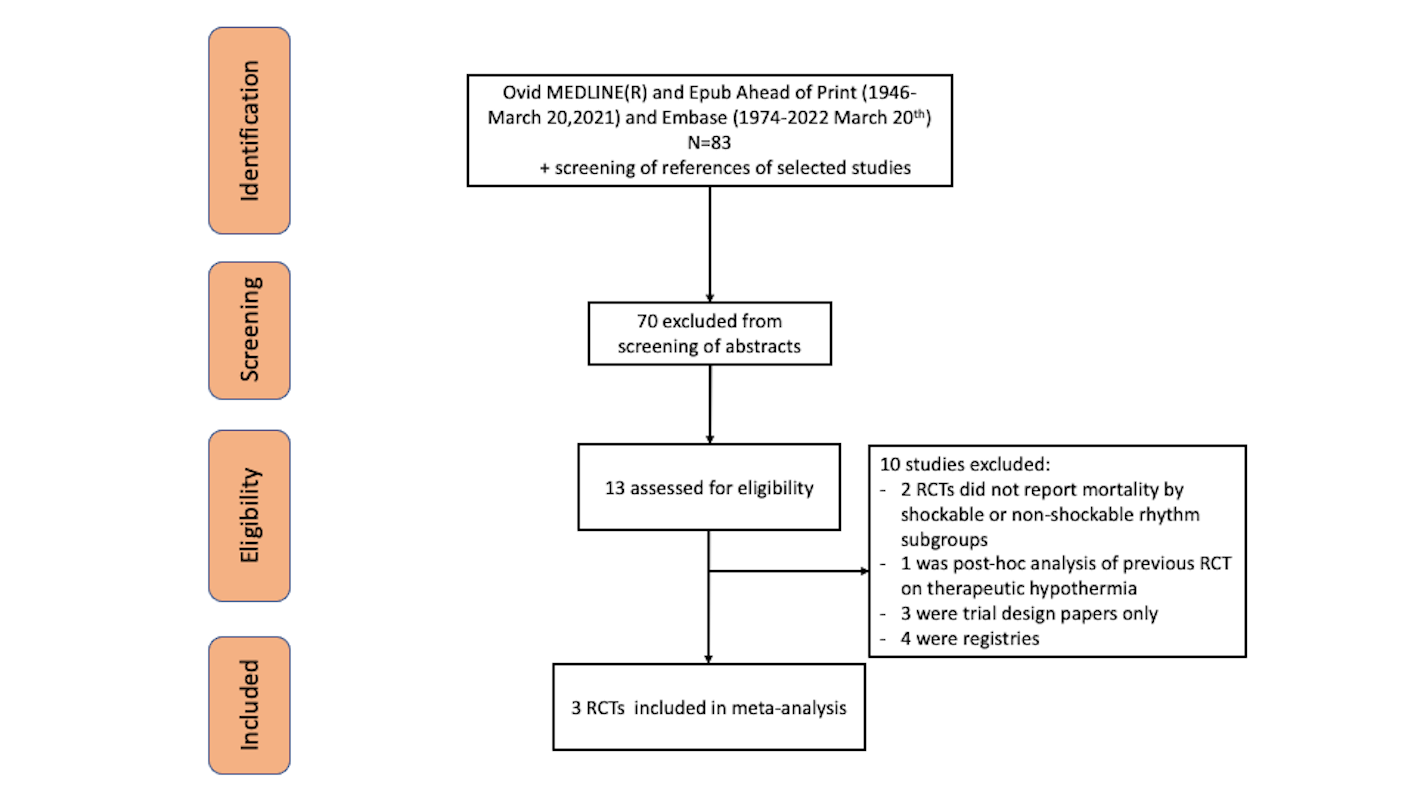 Identification
Ovid MEDLINE(R) and Epub Ahead of Print (1946-
March 20,2021) and Embase (1974-2022 March 20th)
N=83
+ screening of references of selected studies
Screening
70 excluded from
screening of abstracts
Eligibility
13 assessed for eligibility
10 studies excluded:
- 2 RCTs did not report mortality by
shockable or non-shockable rhythm
subgroups
- 1 was post-hoc analysis of previous RCT
on therapeutic hypothermia
- 3 were trial design papers only
- 4 were registries
Included
3 RCTs included in meta-analysis